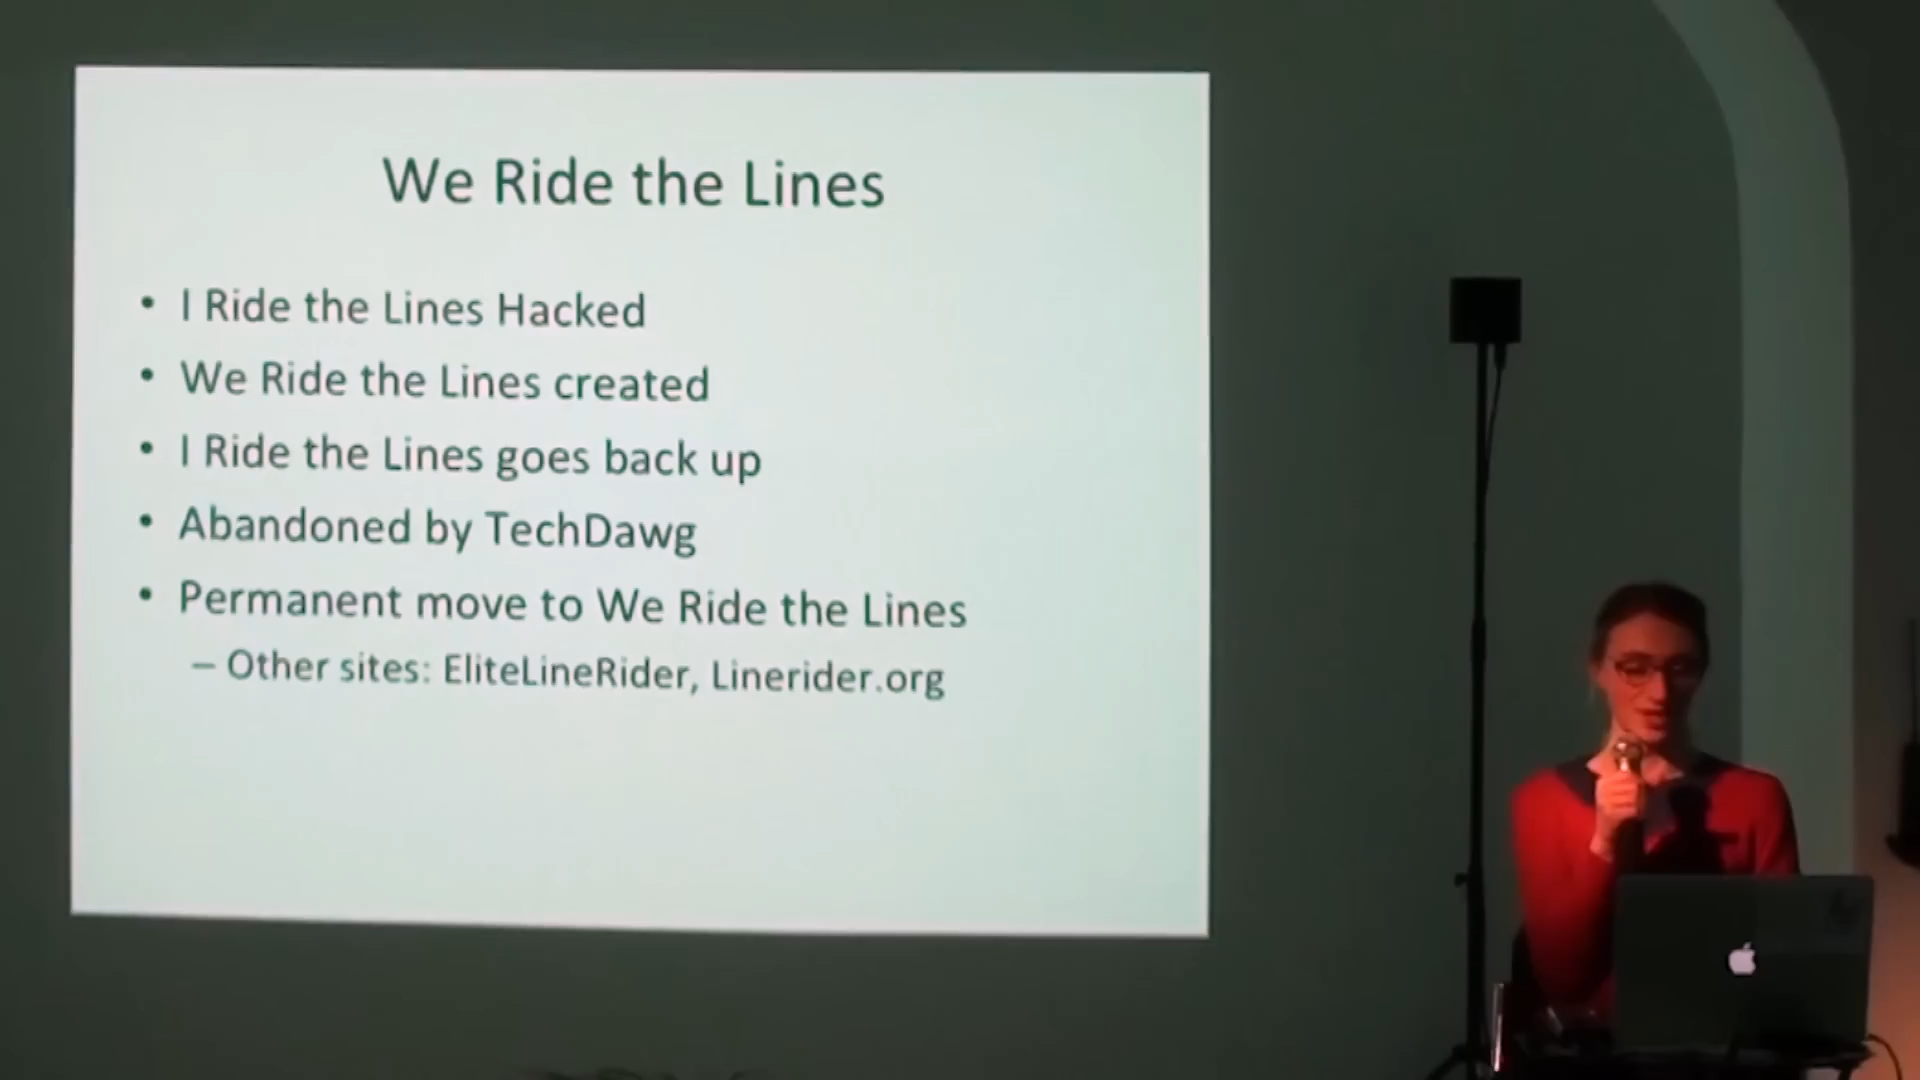 We Ride the Lines
• I Ride the Lines Hacked
• We Ride the Lines created
• I Ride the Lines goes back up
• Abandoned by TechDawg
• Permanent move to We Ride the Lines
– Other sites: EliteLineRider, Linerider.org